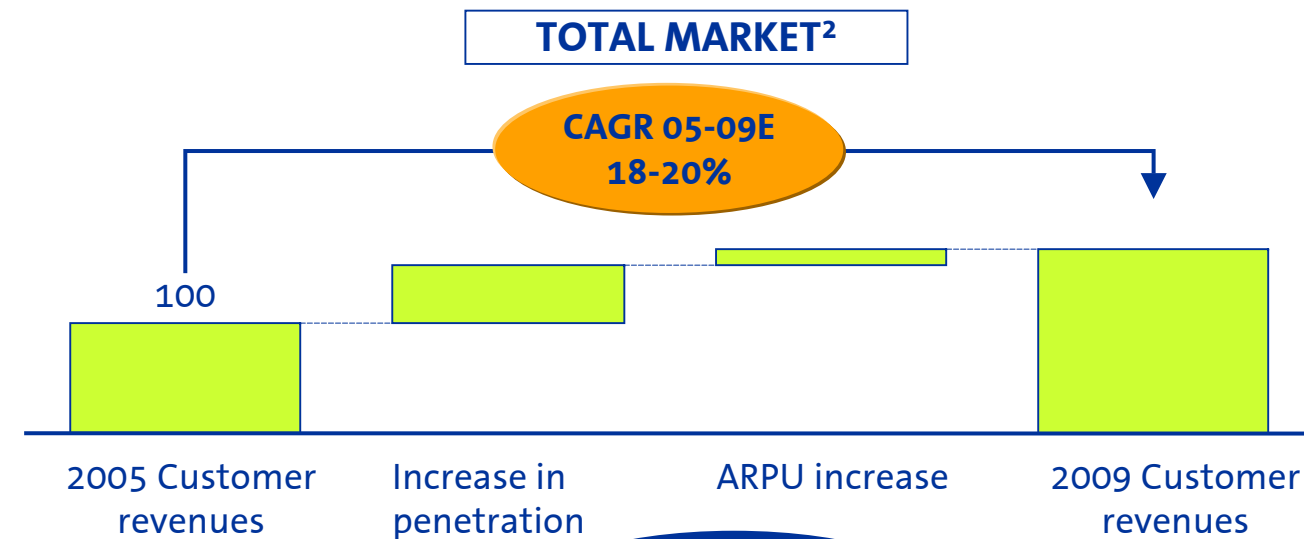 TOTAL MARKET²
CAGR 05-09E
18-20%
100
2005 Customer
revenues
Increase in
penetration
ARPU increase
2009 Customer
revenues